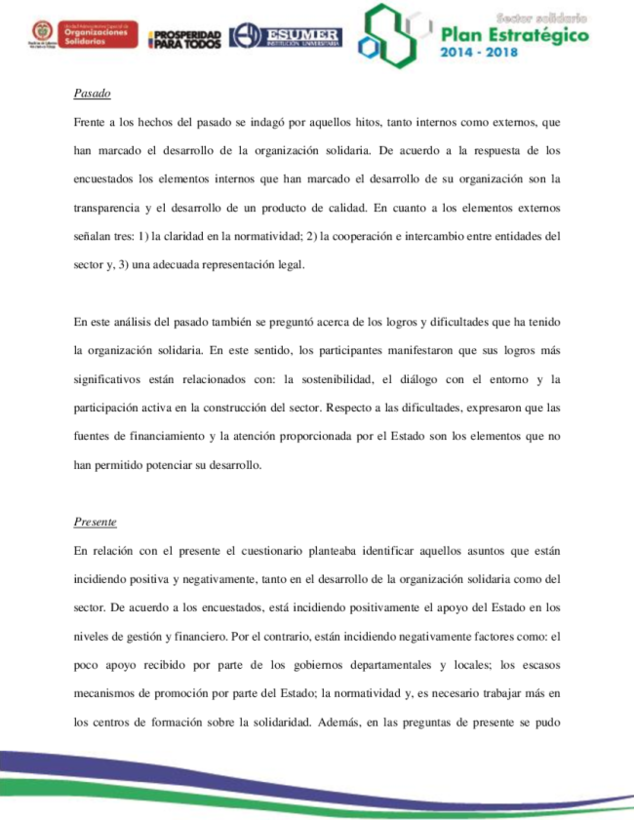 Unidad Administrativa Especial de
Organizaciones
Solidarias
PROSPERIDAD
PARA TODOS
ESUMER
INSTITUCIÓN UNIVERSITARIA
Sector solidario
Plan Estratégico
2014 - 2018
Pasado
Frente a los hechos del pasado se indagó por aquellos hitos, tanto internos como externos, que
han marcado el desarrollo de la organización solidaria. De acuerdo a la respuesta de los
encuestados los elementos internos que han marcado el desarrollo de su organización son la
transparencia y el desarrollo de un producto de calidad. En cuanto a los elementos externos
señalan tres: 1) la claridad en la normatividad; 2) la cooperación e intercambio entre entidades del
sector y, 3) una adecuada representación legal.
En este análisis del pasado también se preguntó acerca de los logros y dificultades que ha tenido
la organización solidaria. En este sentido, los participantes manifestaron que sus logros más
significativos están relacionados con: la sostenibilidad, el diálogo con el entorno y la
participación activa en la construcción del sector. Respecto a las dificultades, expresaron que las
fuentes de financiamiento y la atención proporcionada por el Estado son los elementos que no
han permitido potenciar su desarrollo.
Presente
En relación con el presente el cuestionario planteaba identificar aquellos asuntos que están
incidiendo positiva y negativamente, tanto en el desarrollo de la organización solidaria como del
sector. De acuerdo a los encuestados, está incidiendo positivamente el apoyo del Estado en los
niveles de gestión y financiero. Por el contrario, están incidiendo negativamente factores como: el
poco apoyo recibido por parte de los gobiernos departamentales y locales; los escasos
mecanismos de promoción por parte del Estado; la normatividad y, es necesario trabajar más en
los centros de formación sobre la solidaridad. Además, en las preguntas de presente se pudo